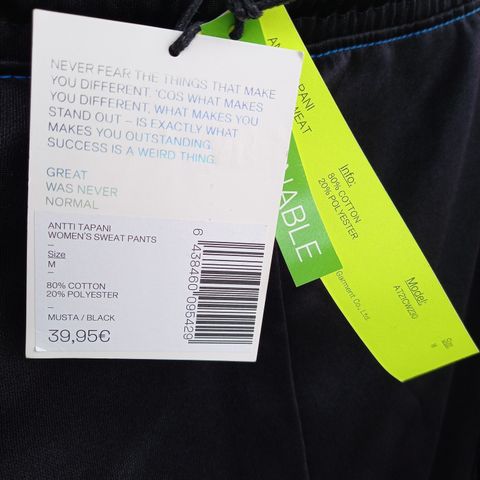 NEVER FEAR THE THINGS THAT MAKE
YOU DIFFERENT. 'COS WHAT MAKES
YOU DIFFERENT, WHAT MAKES YOU
STAND OUT – IS EXACTLY WHAT
MAKES YOU OUTSTANDING.
SUCCESS IS A WEIRD THING.
GREAT
WAS NEVER
NORMAL
ANTTI TAPANI
WOMEN'S SWEAT PANTS
–
Size
M
–
80% COTTON
20% POLYESTER
–
MUSTA / BLACK
39,95€
6 438460 095429
TAPANI
SWEAT
Info:
80% COTTON
20% POLYESTER
Garment Co., Ltd
Model: